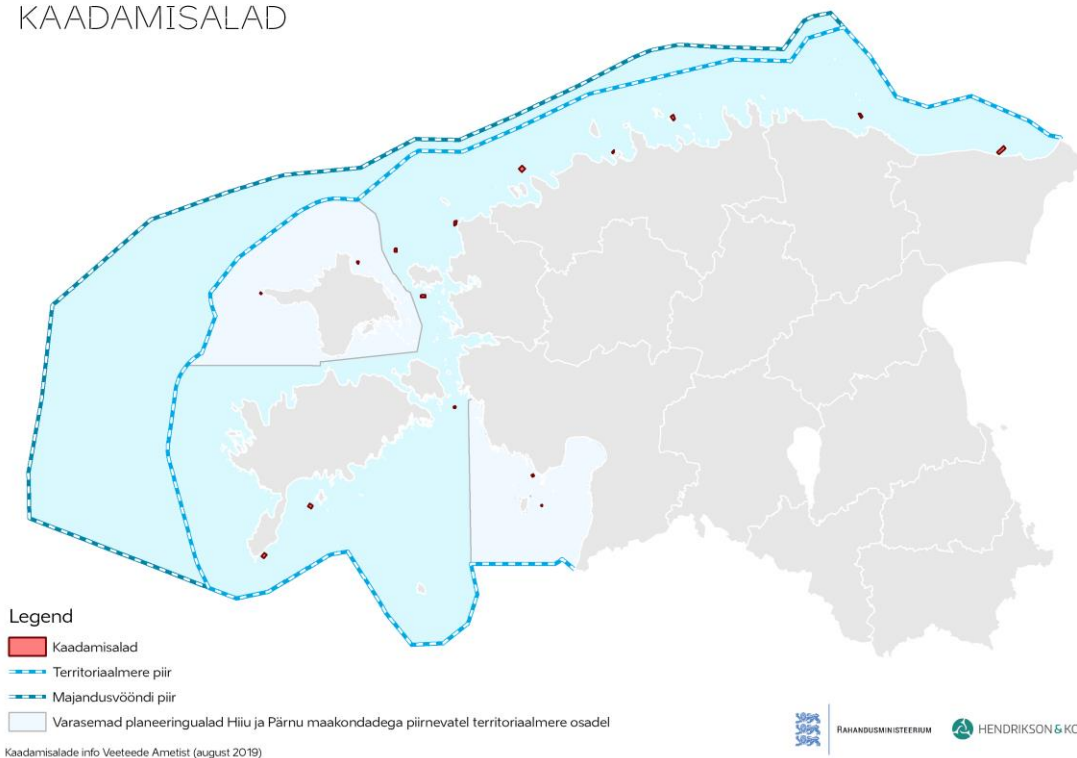 KAADAMISALAD
Legend
Kaadamisalad
Territoriaalmere piir
Majandusvööndi piir
Varasemad planeeringualad Hiiu ja Pärnu maakondadega piirnevatel territoriaalmere osadel
Kaadamisalade info Veeteede Ametist (august 2019)
RAHANDUSMINISTEERIUM
HENDRIKSON & KO